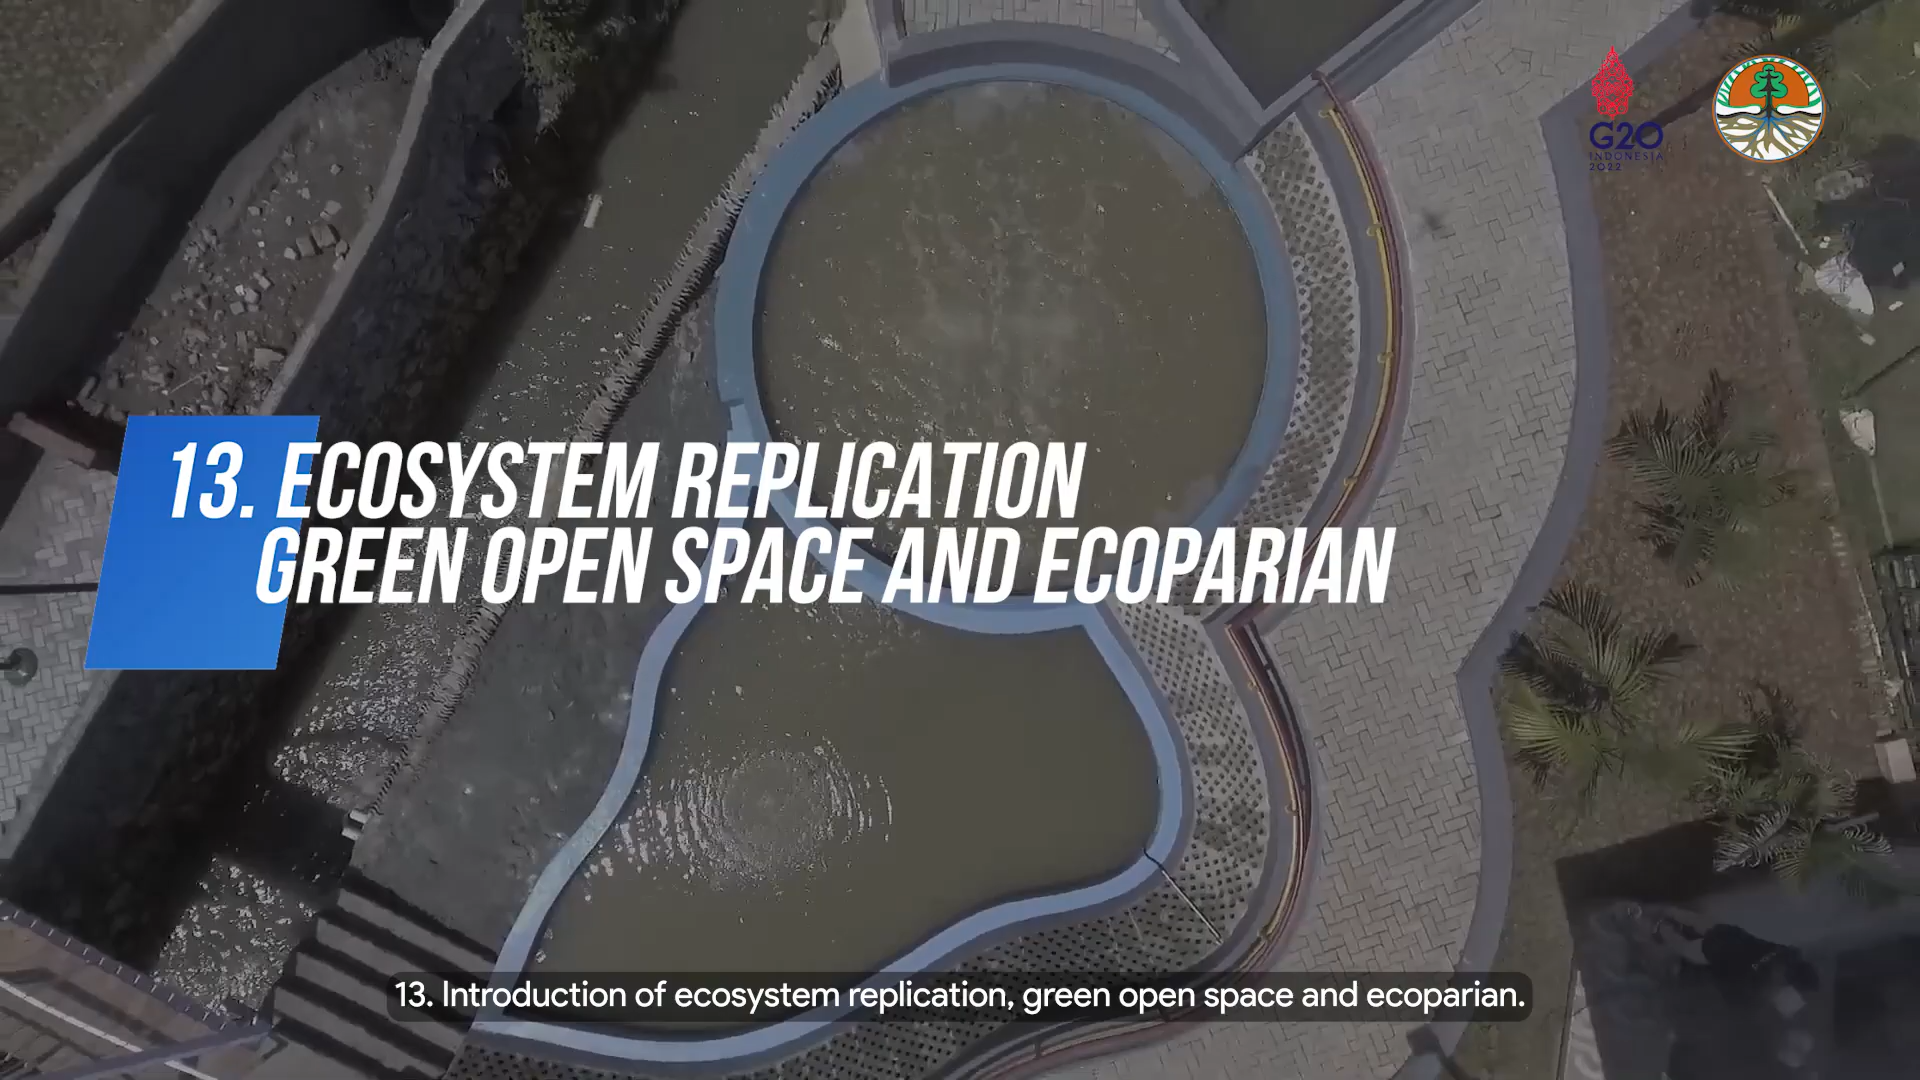 G20
INDONESIA
2022
13. ECOSYSTEM REPLICATION
GREEN OPEN SPACE AND ECOPARIAN
13. Introduction of ecosystem replication, green open space and ecoparian.